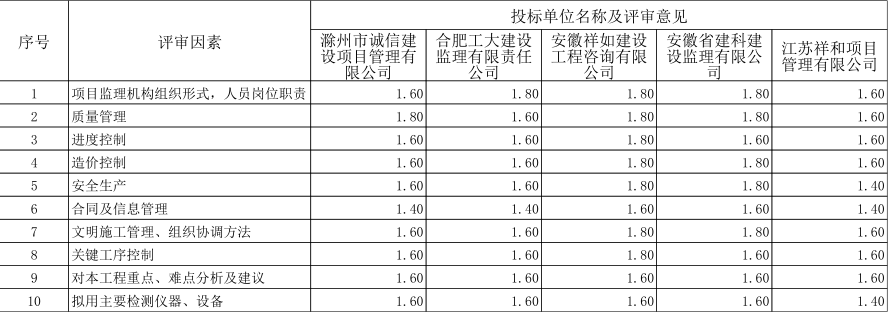 序号 评审因素 投标单位名称及评审意见
滁州市诚信建设项目管理有限公司 合肥工大建设监理有限责任公司 安徽祥如建设工程咨询有限公司 安徽省建科建设监理有限公司 江苏祥和项目管理有限公司
1 项目监理机构组织形式，人员岗位职责 1.60 1.80 1.80 1.80 1.60
2 质量管理 1.80 1.60 1.80 1.80 1.60
3 进度控制 1.60 1.60 1.80 1.80 1.60
4 造价控制 1.60 1.60 1.80 1.80 1.60
5 安全生产 1.60 1.60 1.80 1.80 1.40
6 合同及信息管理 1.40 1.40 1.60 1.60 1.40
7 文明施工管理、组织协调方法 1.60 1.60 1.80 1.80 1.60
8 关键工序控制 1.60 1.60 1.80 1.60 1.60
9 对本工程重点、难点分析及建议 1.60 1.60 1.60 1.60 1.60
10 拟用主要检测仪器、设备 1.60 1.60 1.60 1.60 1.40